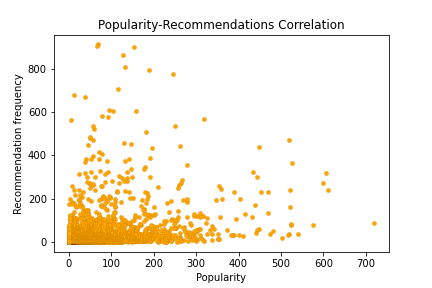 Popularity-Recommendations Correlation
Recommendation frequency
800
600
400
200
0
0 100 200 300 400 500 600 700
Popularity